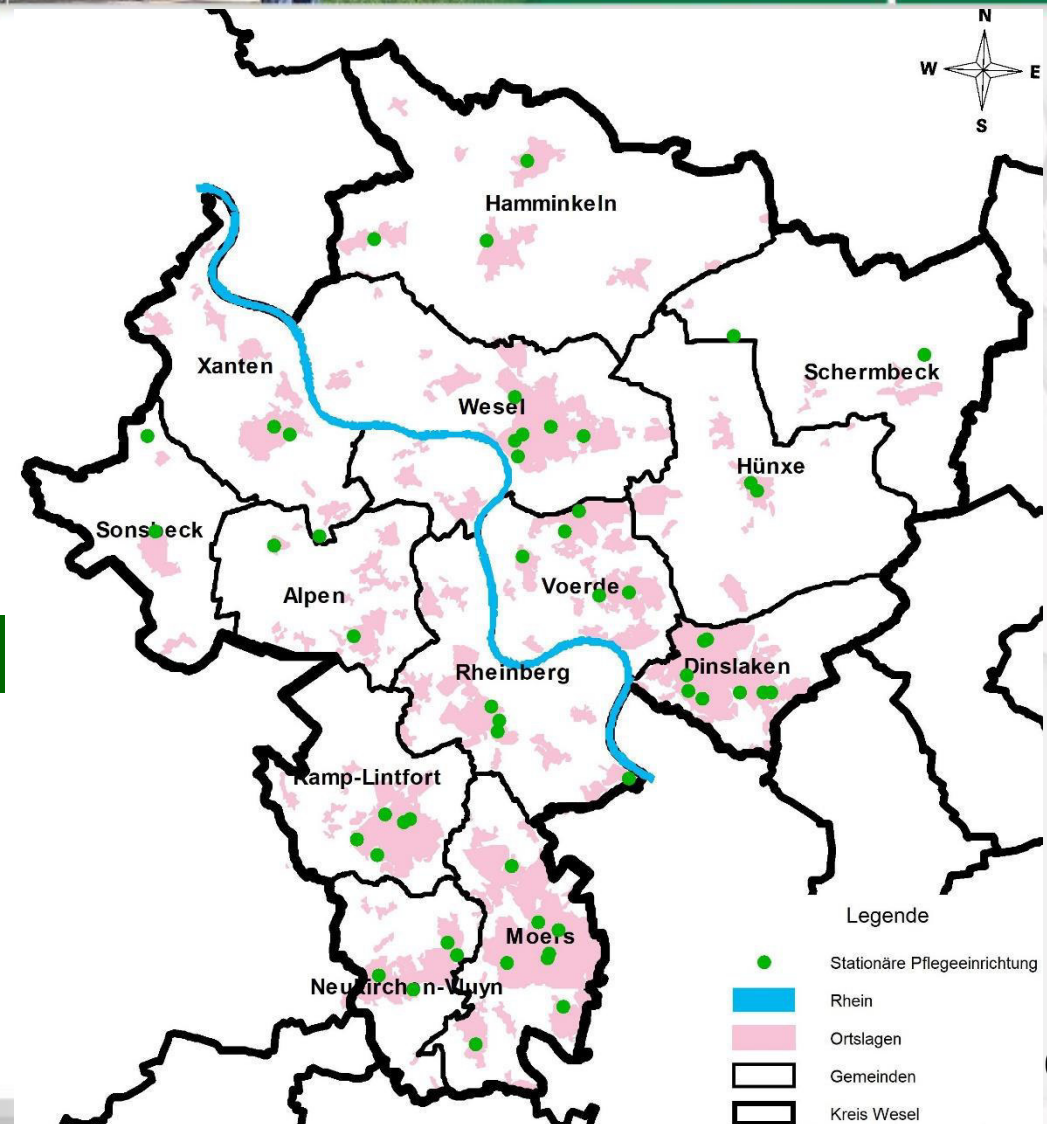 N
W E
S
Hamminkeln
Xanten
Wesel
Schermbeck
Hünxe
Sonsbeck
Alpen
Voerde
Rheinberg
Dinslaken
Kamp-Lintfort
Moers
Neukirchen-Vluyn
Legende
Stationäre Pflegeeinrichtung
Rhein
Ortslagen
Gemeinden
Kreis Wesel